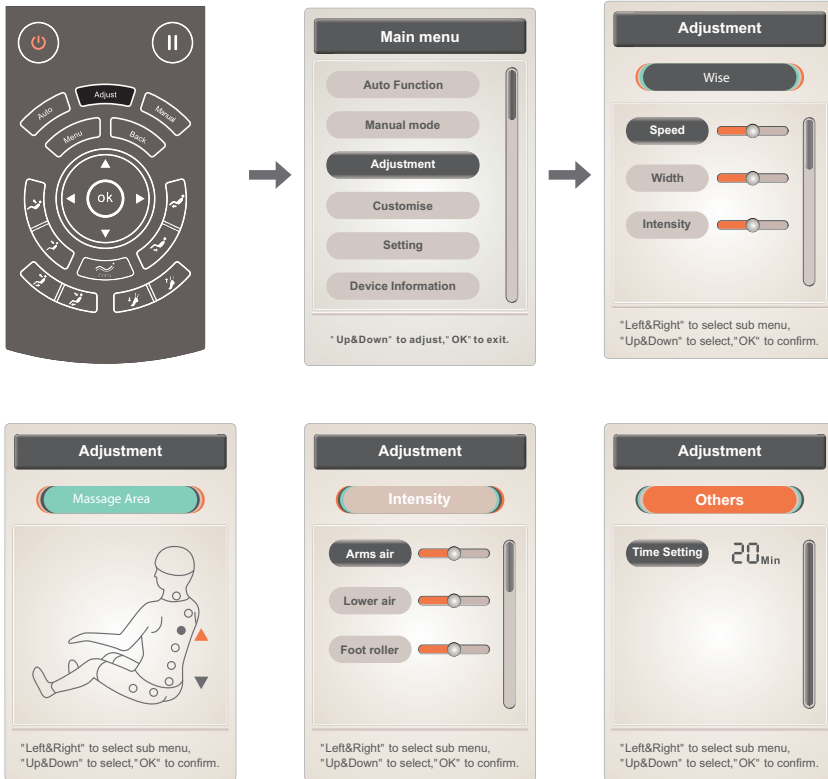 Auto
Adjust
Manual
Menu
Back
ok
Zero
Main menu
Auto Function
Manual mode
Adjustment
Customise
Setting
Device Information
" Up&Down" to adjust," OK" to exit.
Adjustment
Wise
Speed
Width
Intensity
"Left&Right" to select sub menu,
"Up&Down" to select,"OK" to confirm.
Adjustment
Massage Area
"Left&Right" to select sub menu,
"Up&Down" to select,"OK" to confirm.
Adjustment
Intensity
Arms air
Lower air
Foot roller
"Left&Right" to select sub menu,
"Up&Down" to select,"OK" to confirm.
Adjustment
Others
Time Setting 20Min
"Left&Right" to select sub menu,
"Up&Down" to select,"OK" to confirm.